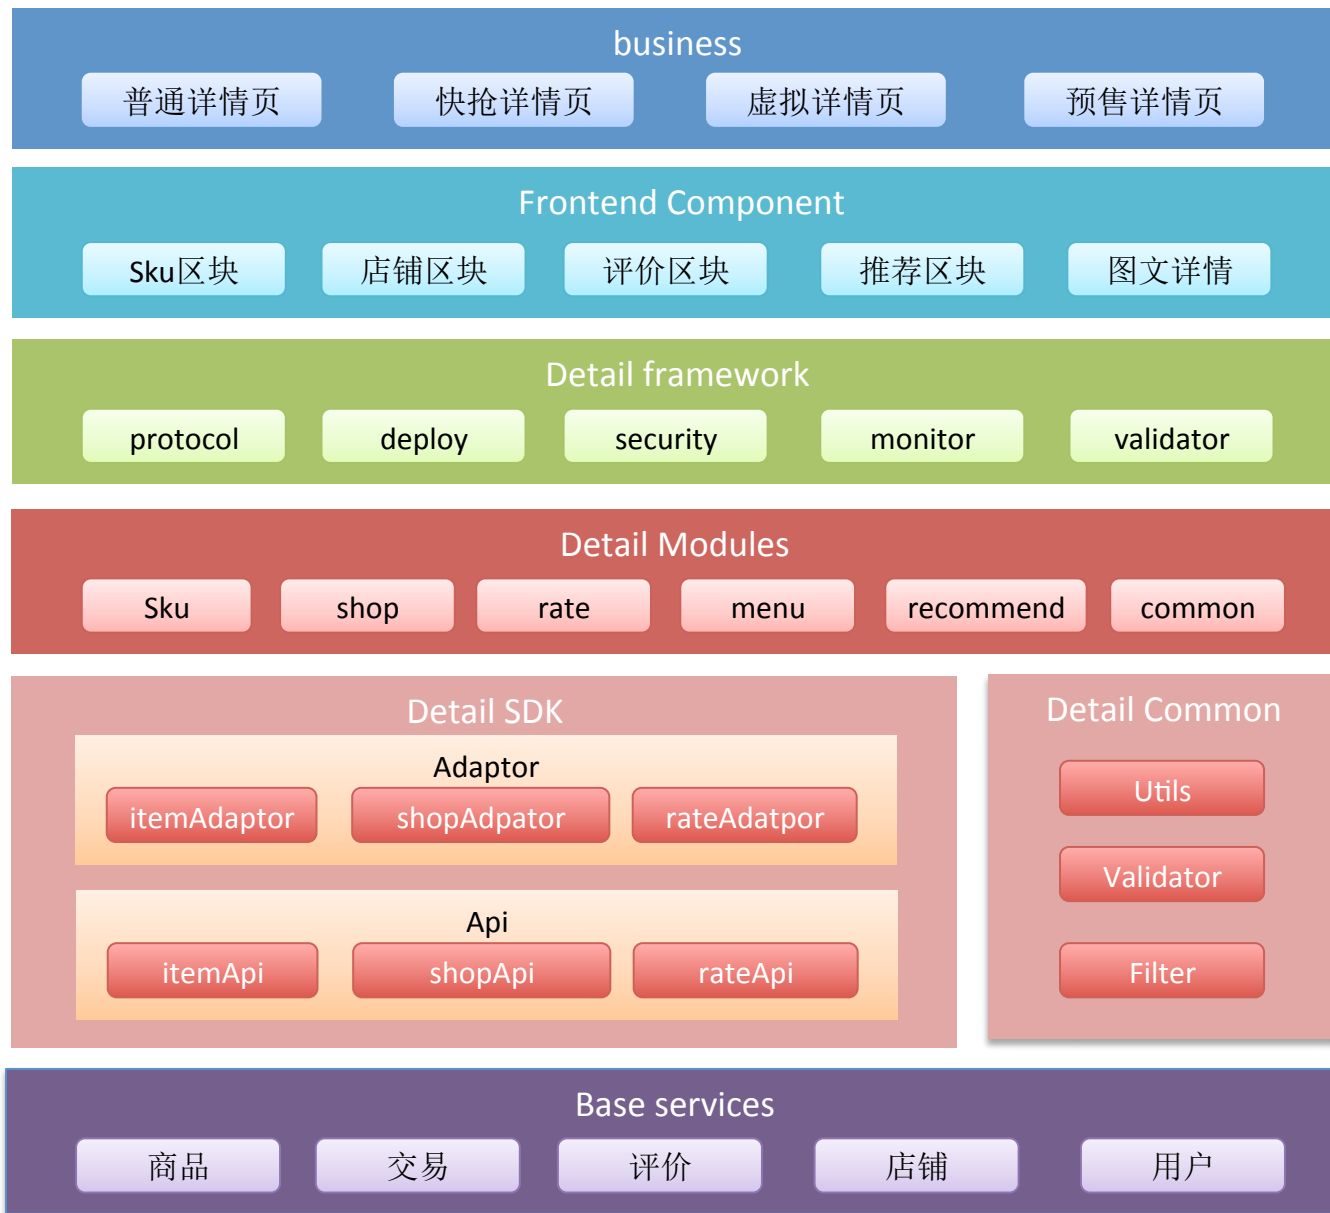 business
普通详情页
快抢详情页
虚拟详情页
预售详情页
Frontend Component
Sku区块
店铺区块
评价区块
推荐区块
图文详情
Detail framework
protocol
deploy
security
monitor
validator
Detail Modules
Sku
shop
rate
menu
recommend
common
Detail SDK
Adaptor
itemAdaptor
shopAdpator
rateAdatpor
Api
itemApi
shopApi
rateApi
Detail Common
Utils
Validator
Filter
Base services
商品
交易
评价
店铺
用户